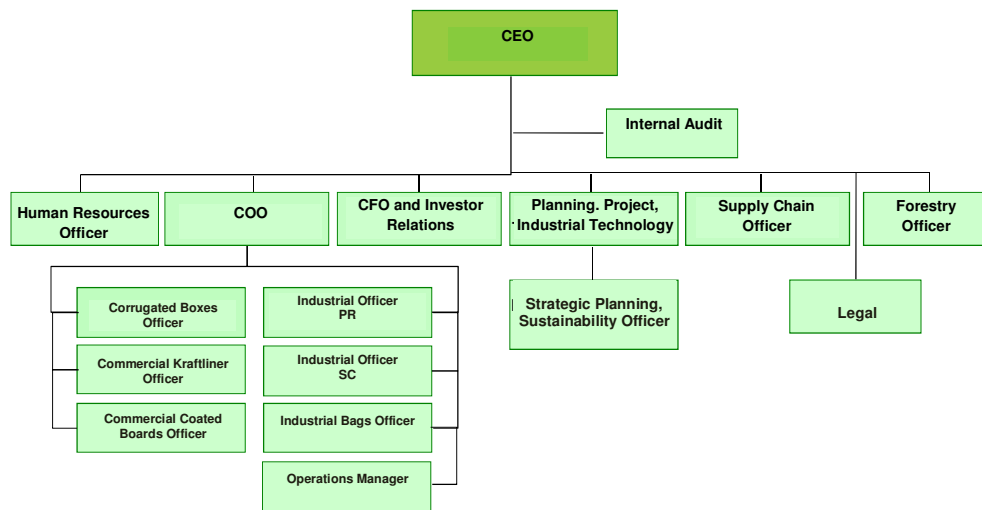 CEO
Internal Audit
Human Resources
Officer
COO
CFO and Investor
Relations
Planning. Project,
Industrial Technology
Supply Chain
Officer
Forestry
Officer
Corrugated Boxes
Officer
Industrial Officer
PR
Strategic Planning,
Sustainability Officer
Legal
Commercial Kraftliner
Officer
Industrial Officer
SC
Commercial Coated
Boards Officer
Industrial Bags Officer
Operations Manager